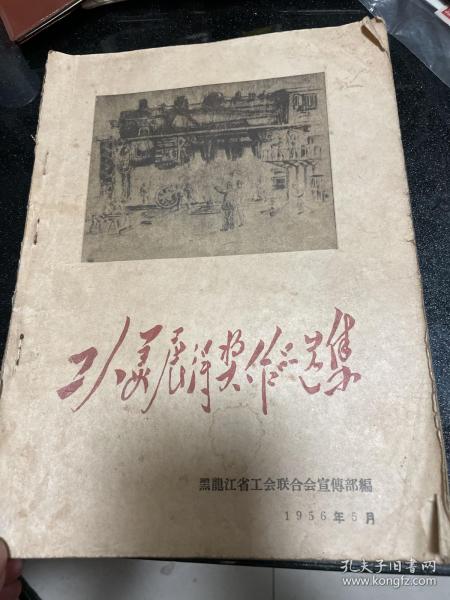 工人美展得奖作品选集
黑龍江省工会联合会宣傳部編
1956年5月
孔夫子旧书网
www.kongfz.com